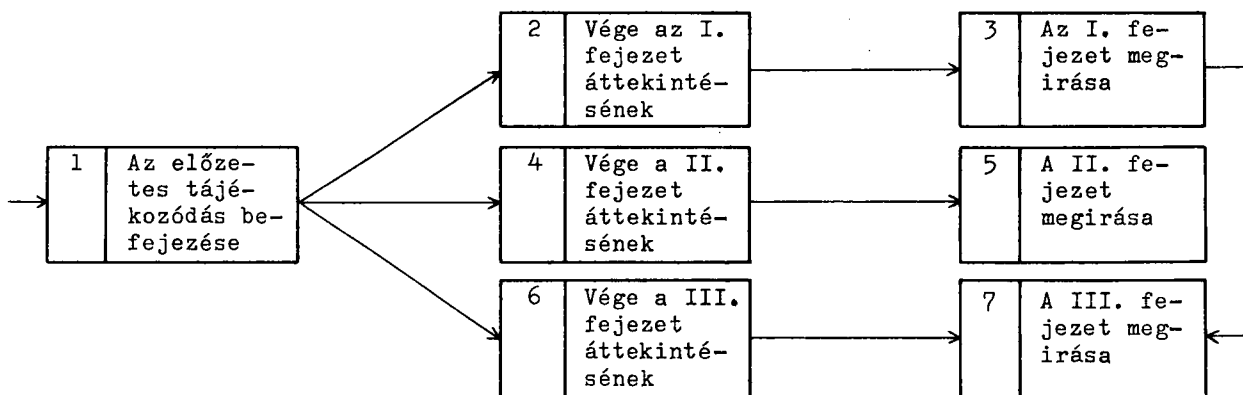 2
Vége az I.
fejezet
áttekinté-
sének
3
Az I. fe-
jezet meg-
irása
1
Az előze-
tes tájé-
kozódás be-
fejezése
4
Vége a II.
fejezet
áttekinté-
sének
5
A II. fe-
jezet
megirása
6
Vége a III.
fejezet
áttekinté-
sének
7
A III. fe-
jezet meg-
irása